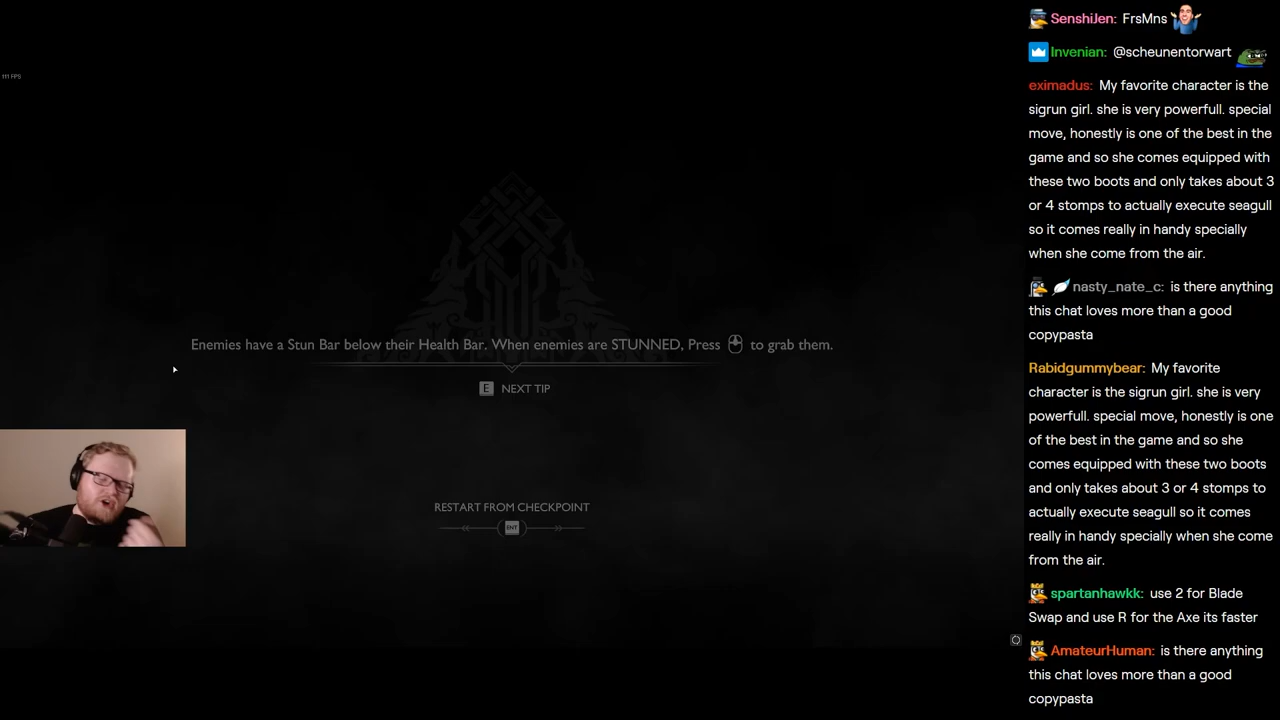 111 FPS
Enemies have a Stun Bar below their Health Bar. When enemies are STUNNED, Press to grab them.
E NEXT TIP
RESTART FROM CHECKPOINT
ENT
SenshiJen: FrsMns
Invenian: @scheunentorwart
eximadus: My favorite character is the
sigrun girl. she is very powerfull. special
move, honestly is one of the best in the
game and so she comes equipped with
these two boots and only takes about 3
or 4 stomps to actually execute seagull
so it comes really in handy specially
when she come from the air.
nasty_nate_c: is there anything
this chat loves more than a good
copypasta
Rabidgummybear: My favorite
character is the sigrun girl. she is very
powerfull. special move, honestly is one
of the best in the game and so she
comes equipped with these two boots
and only takes about 3 or 4 stomps to
actually execute seagull so it comes
really in handy specially when she come
from the air.
spartanhawkk: use 2 for Blade
Swap and use R for the Axe its faster
AmateurHuman: is there anything
this chat loves more than a good
copypasta